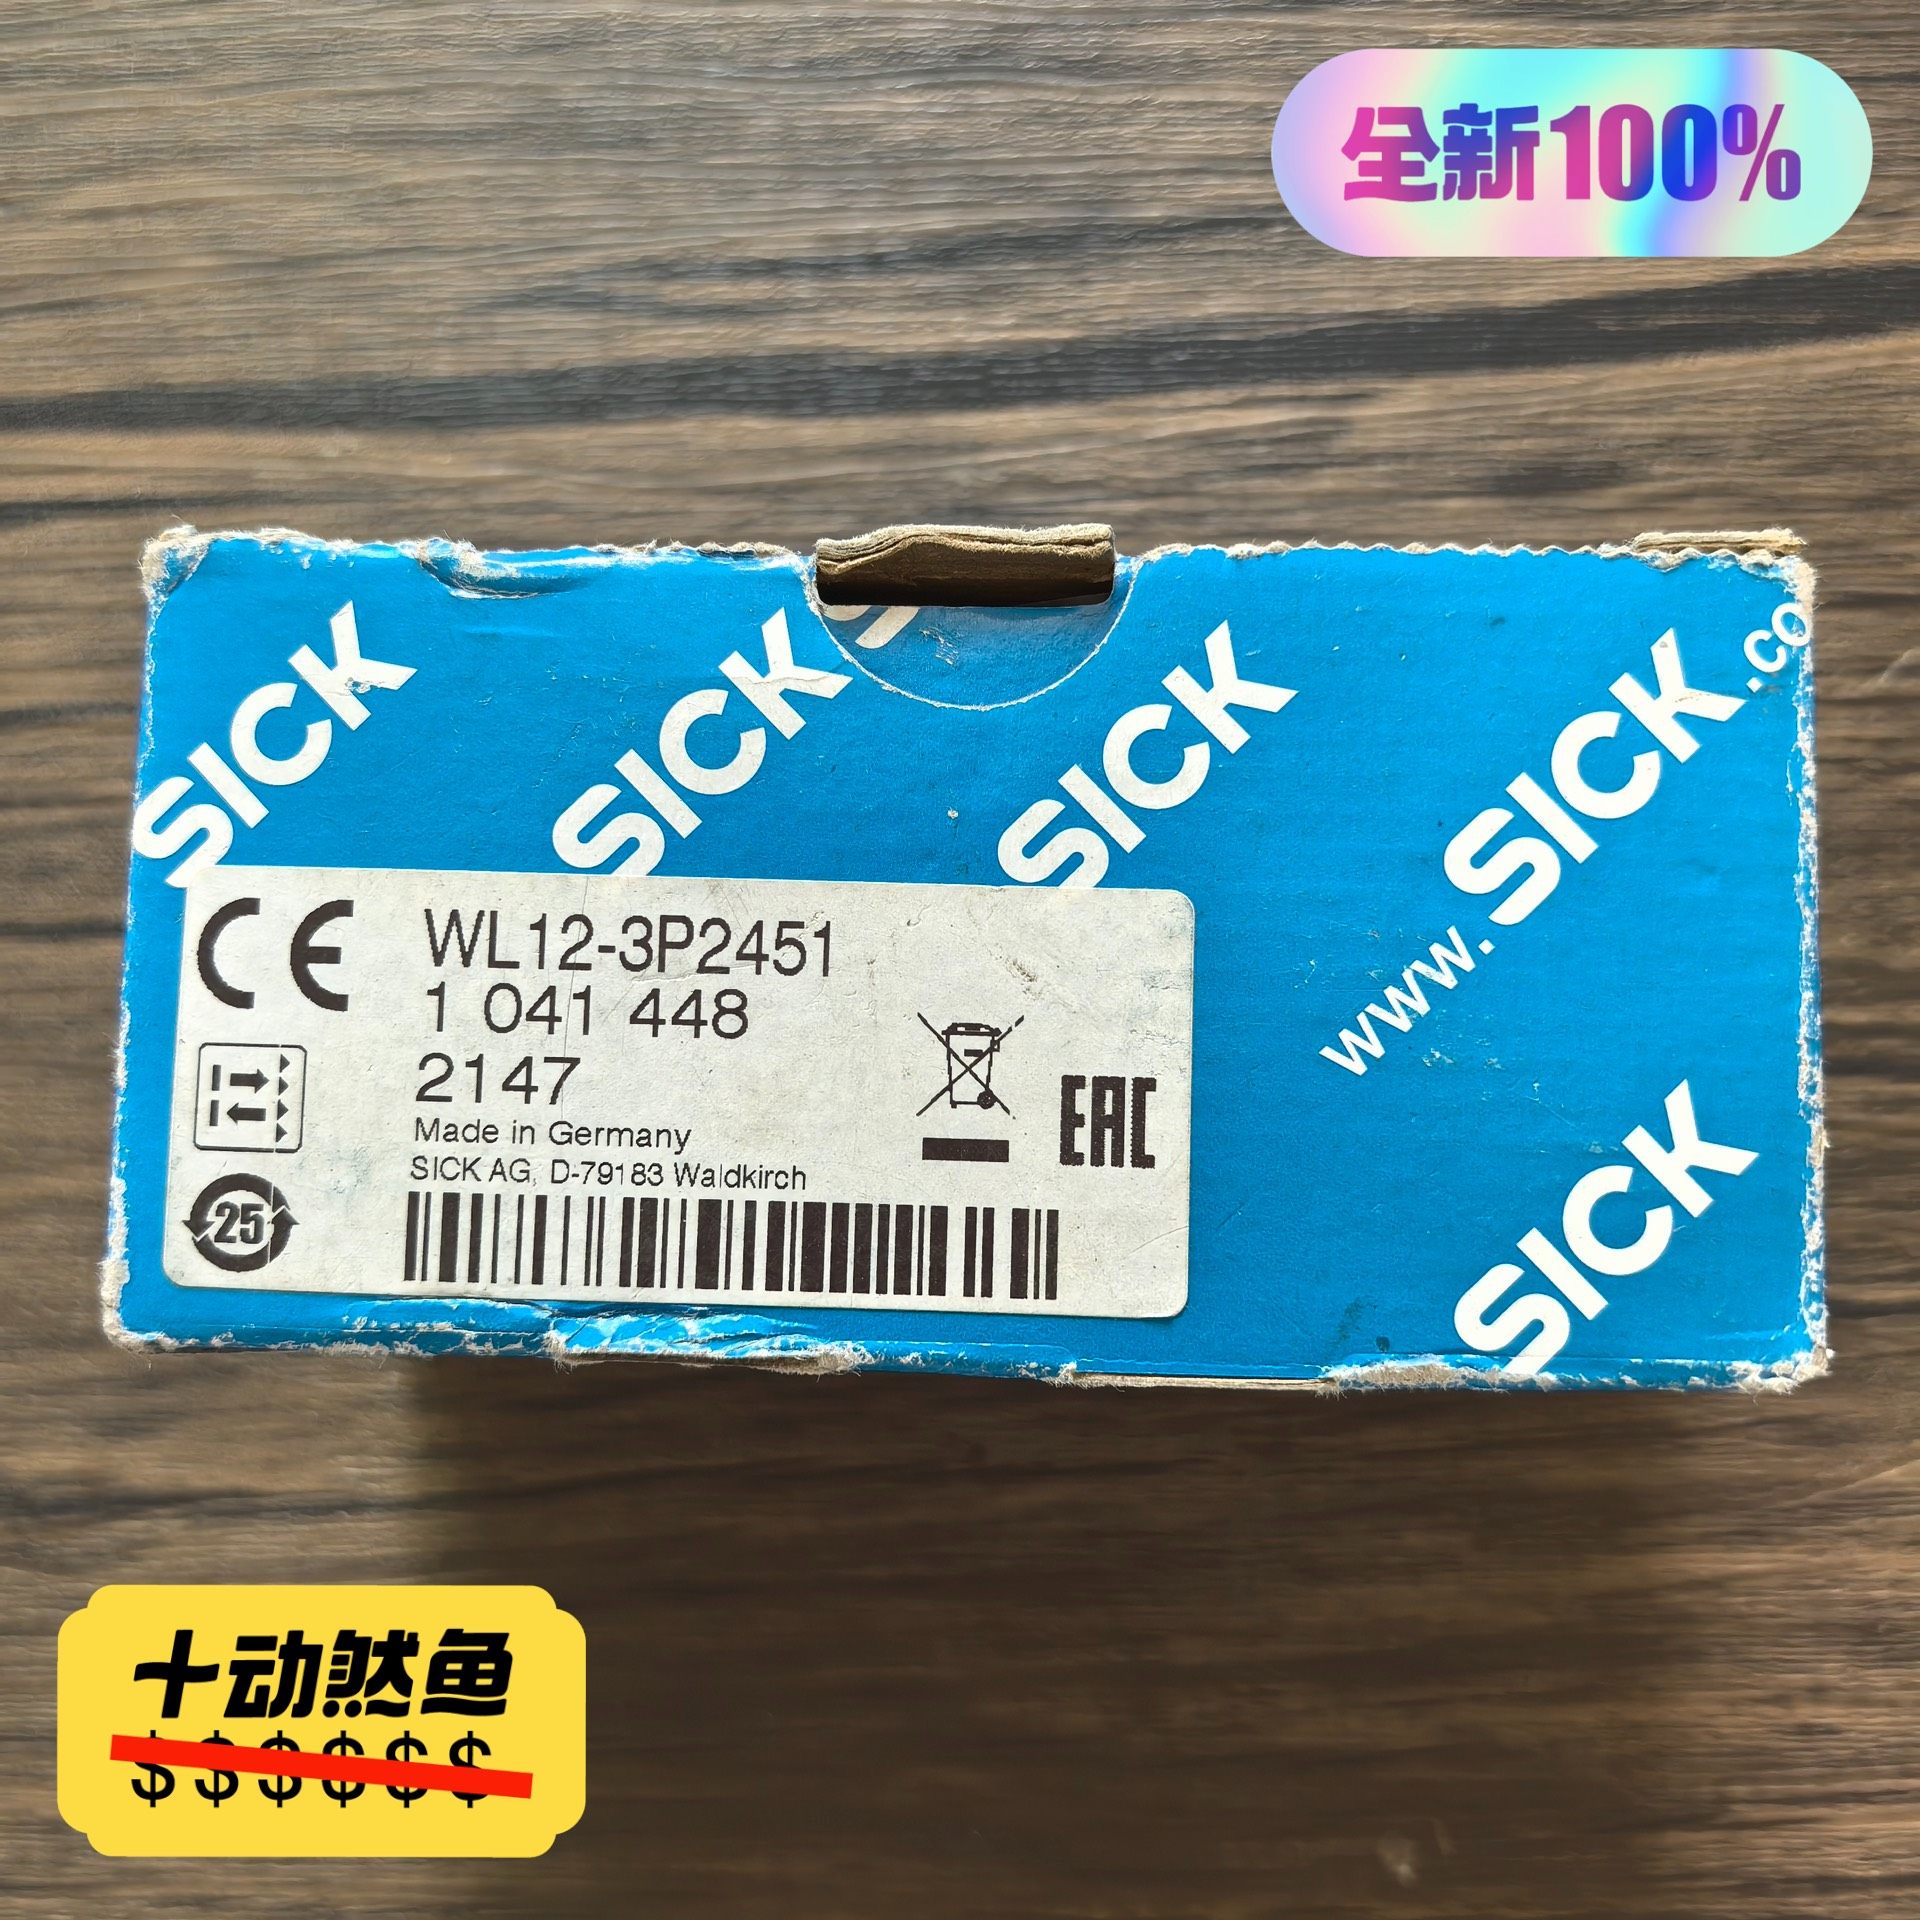 全新100%
SICK
SICK
S
SICK
www.SICK.co
SICK
CE
WL12-3P2451
1 041 448
2147
Made in Germany
SICK AG, D-79183 Waldkirch
25
EAC
十动然鱼
$$$$$$